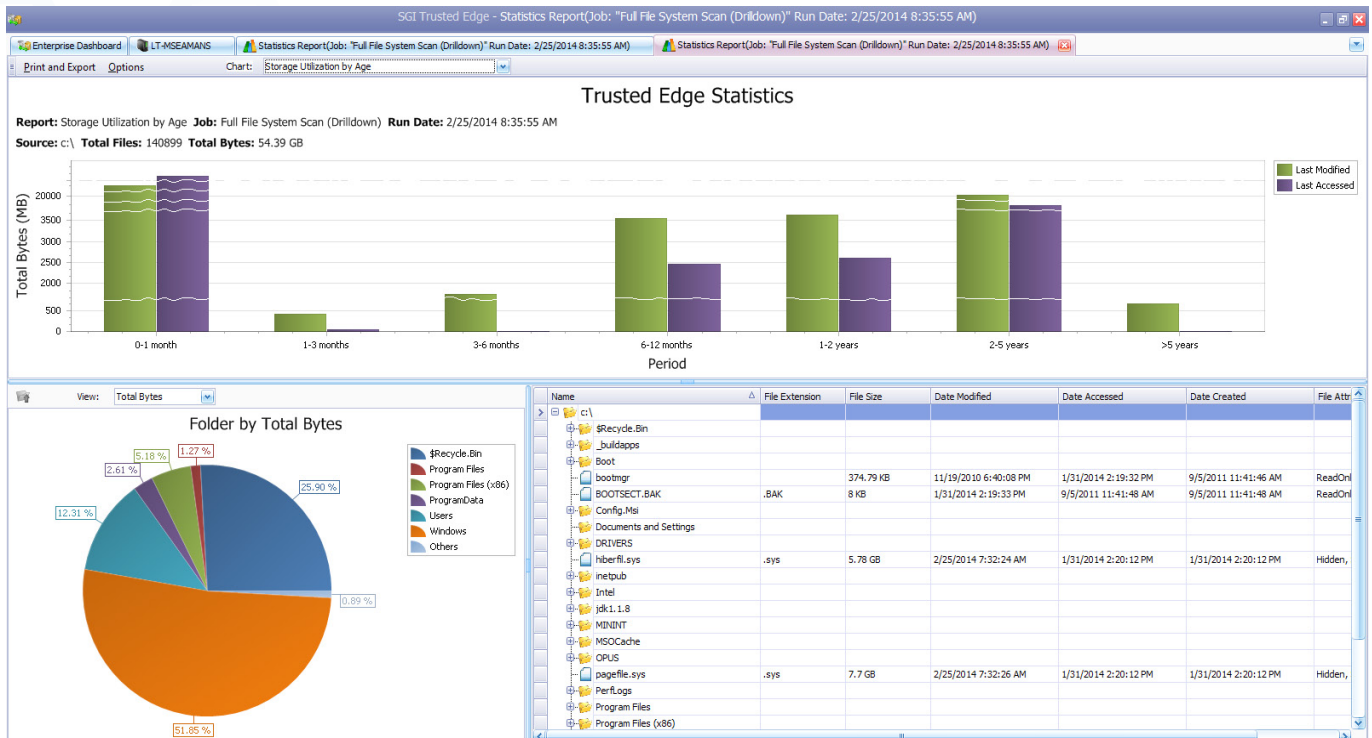 SGI Trusted Edge - Statistics Report(Job: "Full File System Scan (Drilldown)" Run Date: 2/25/2014 8:35:55 AM)
Enterprise Dashboard LT-MSEAMANS Statistics Report(Job: "Full File System Scan (Drilldown)" Run Date: 2/25/2014 8:35:55 AM) Statistics Report(Job: "Full File System Scan (Drilldown)" Run Date: 2/25/2014 8:35:55 AM)
Print and Export Options Chart: Storage Utilization by Age
Trusted Edge Statistics
Report: Storage Utilization by Age Job: Full File System Scan (Drilldown) Run Date: 2/25/2014 8:35:55 AM
Source: c:\ Total Files: 140899 Total Bytes: 54.39 GB
Total Bytes (MB)
20000
3500
3000
2500
2000
500
0
0-1 month 1-3 months 3-6 months 6-12 months 1-2 years 2-5 years >5 years
Period
Last Modified
Last Accessed
View: Total Bytes
Folder by Total Bytes
1.27 %
5.18 %
2.61 %
25.90 %
12.31 %
0.89 %
51.85 %
$Recycle.Bin
Program Files
Program Files (x86)
ProgramData
Users
Windows
Others
Name File Extension File Size Date Modified Date Accessed Date Created File Attr
c:\
$Recycle.Bin
_buildapps
Boot
bootmgr 374.79 KB 11/19/2010 6:40:08 PM 1/31/2014 2:19:32 PM 9/5/2011 11:41:46 AM ReadOnl
BOOTSECT.BAK .BAK 8 KB 1/31/2014 2:19:33 PM 9/5/2011 11:41:48 AM 9/5/2011 11:41:48 AM ReadOnl
Config.Msi
Documents and Settings
DRIVERS
hiberfil.sys .sys 5.78 GB 2/25/2014 7:32:24 AM 1/31/2014 2:20:12 PM 1/31/2014 2:20:12 PM Hidden,
inetpub
Intel
jdk1.1.8
MININT
MSOCache
OPUS
pagefile.sys .sys 7.7 GB 2/25/2014 7:32:26 AM 1/31/2014 2:20:12 PM 1/31/2014 2:20:12 PM Hidden,
PerfLogs
Program Files
Program Files (x86)